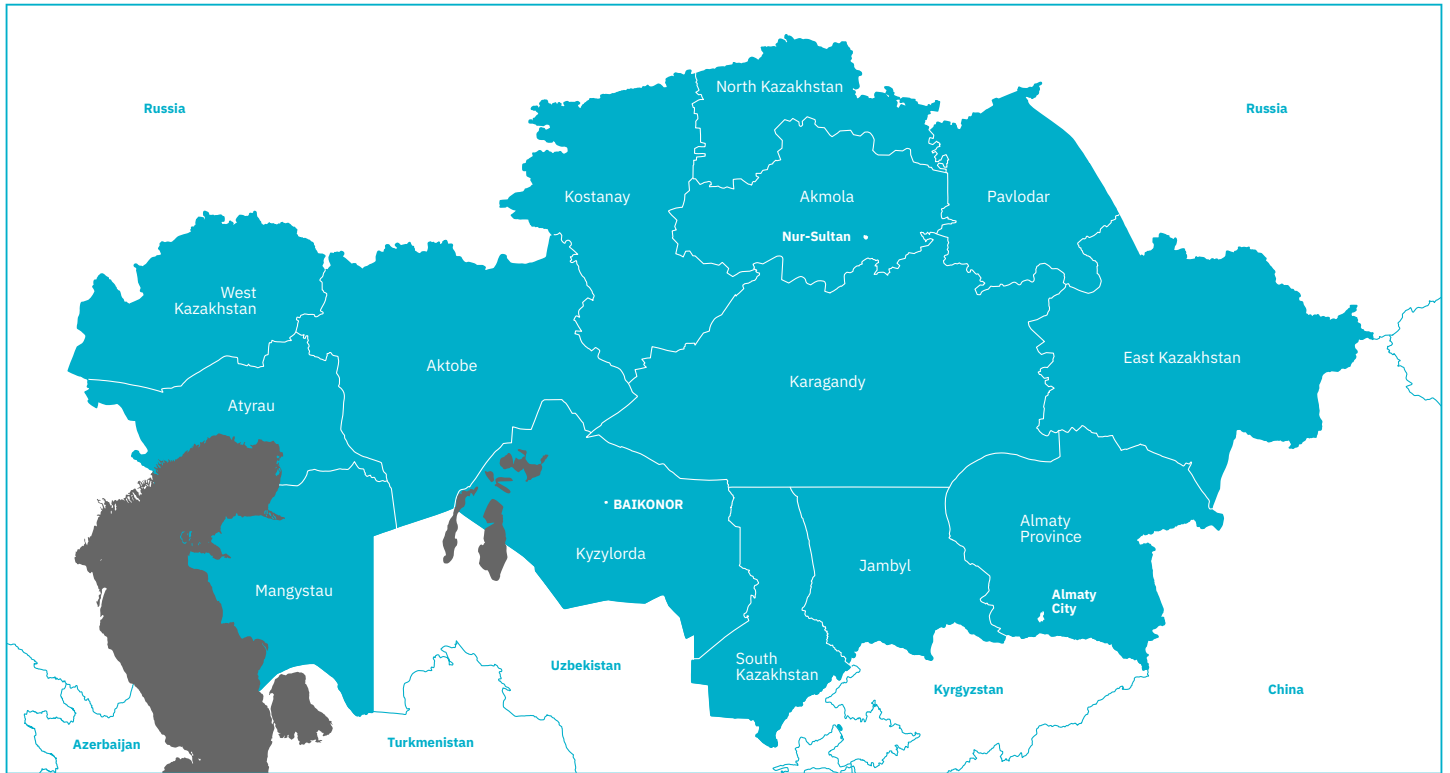 Russia
North Kazakhstan
Russia
Kostanay
Akmola
Pavlodar
Nur-Sultan
West
Kazakhstan
East Kazakhstan
Aktobe
Karagandy
Atyrau
BAIKONOR
Almaty
Province
Kyzylorda
Jambyl
Mangystau
Almaty
City
Uzbekistan
South
Kazakhstan
Kyrgyzstan
China
Azerbaijan
Turkmenistan